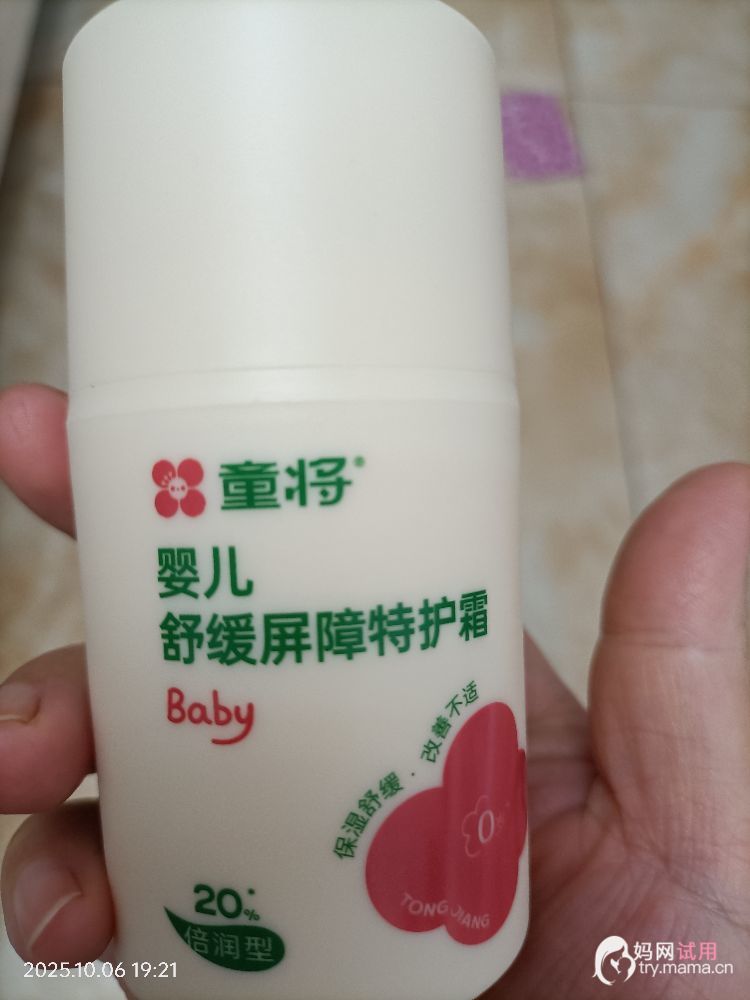 童将®
婴儿
舒缓屏障特护霜
Baby
保湿舒缓·改善不适
0
TONG JIANG
20%*
倍润型
2025.10.06 19:21
妈网试用
try.mama.cn